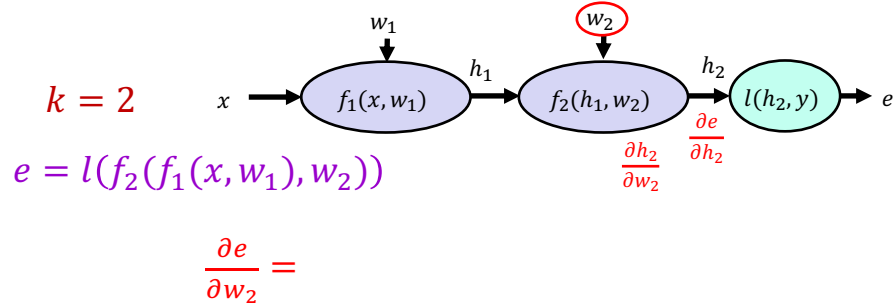 w₁
w₂
k = 2
x
f₁(x, w₁)
h₁
f₂(h₁, w₂)
h₂
l(h₂, y)
e
∂h₂/∂w₂
∂e/∂h₂
e = l(f₂(f₁(x, w₁), w₂))
∂e/∂w₂ =